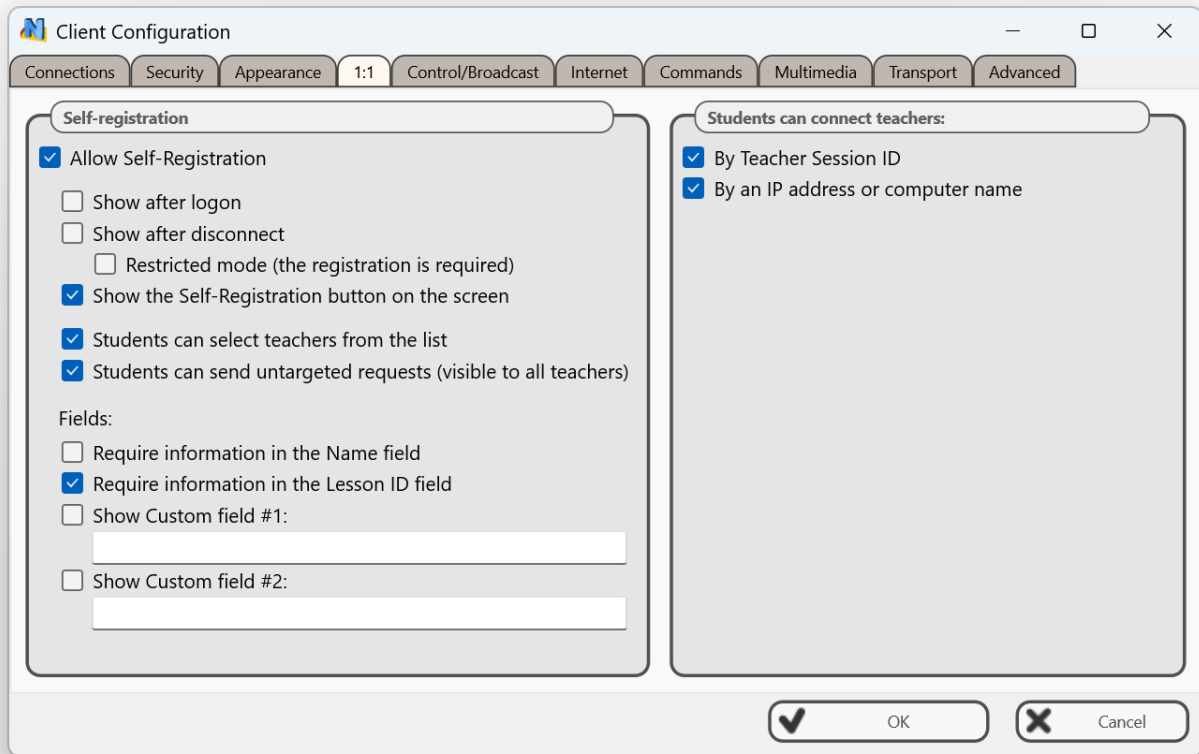 Client Configuration
Connections Security Appearance 1:1 Control/Broadcast Internet Commands Multimedia Transport Advanced
Self-registration
Allow Self-Registration
Show after logon
Show after disconnect
Restricted mode (the registration is required)
Show the Self-Registration button on the screen
Students can select teachers from the list
Students can send untargeted requests (visible to all teachers)
Fields:
Require information in the Name field
Require information in the Lesson ID field
Show Custom field #1:
Show Custom field #2:
Students can connect teachers:
By Teacher Session ID
By an IP address or computer name
OK Cancel